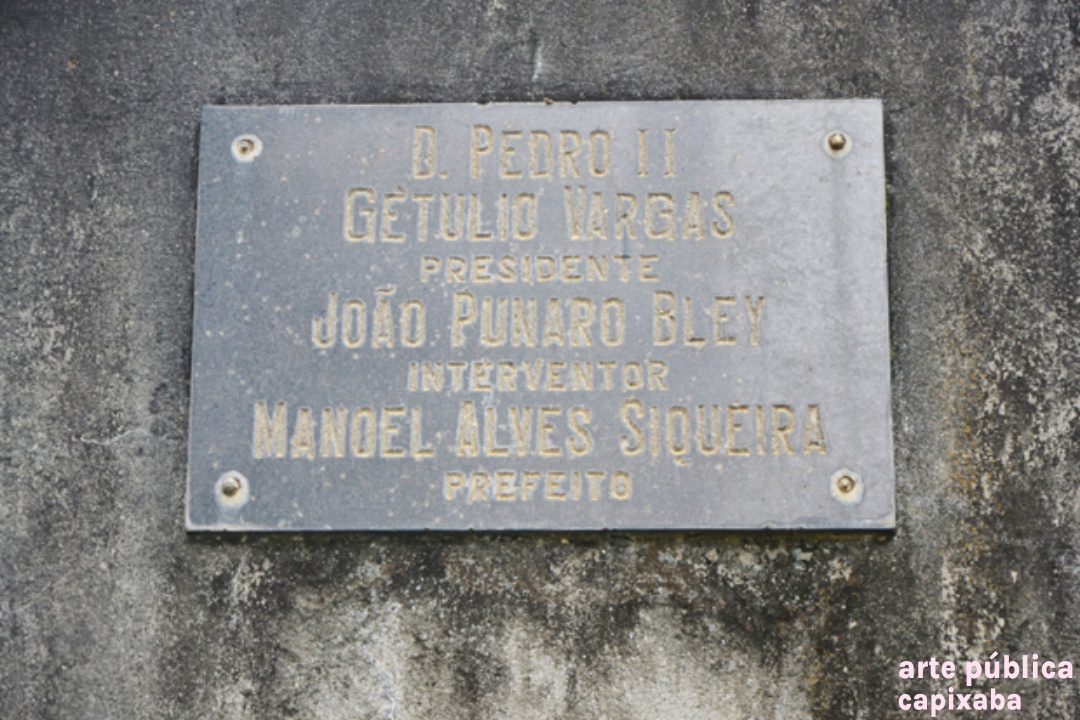 D. PEDRO II
GETULIO VARGAS
PRESIDENTE
JOÃO PUNARO BLEY
INTERVENTOR
MANOEL ALVES SIQUEIRA
PREFEITO
arte pública
capixaba